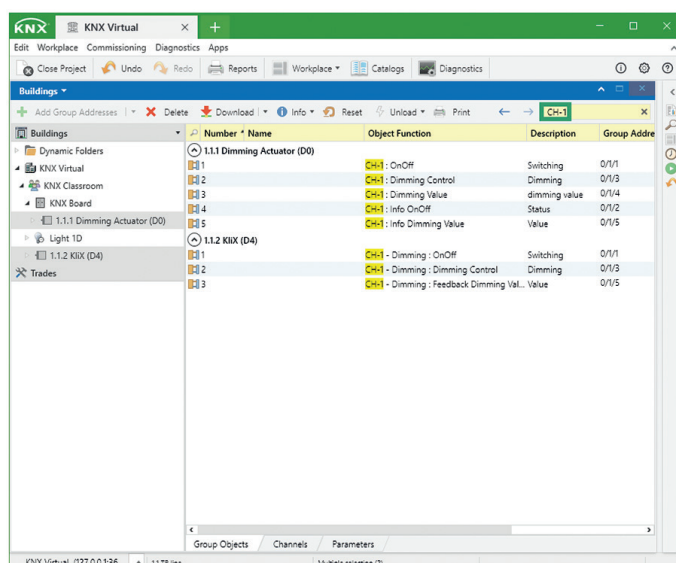 KNX KNX Virtual
Edit Workplace Commissioning Diagnostics Apps
Close Project Undo Redo Reports Workplace Catalogs Diagnostics
Buildings
Add Group Addresses Delete Download Info Reset Unload Print CH-1
Buildings Number Name Object Function Description Group Addre
Dynamic Folders 1.1.1 Dimming Actuator (D0)
KNX Virtual 1 CH-1 : OnOff Switching 0/1/1
KNX Classroom 2 CH-1 : Dimming Control Dimming 0/1/3
KNX Board 3 CH-1 : Dimming Value dimming value 0/1/4
1.1.1 Dimming Actuator (D0) 4 CH-1 : Info OnOff Status 0/1/2
5 CH-1 : Info Dimming Value Value 0/1/5
Light 1D 1.1.2 KliX (D4)
1.1.2 KliX (D4) 1 CH-1 - Dimming : OnOff Switching 0/1/1
Trades 2 CH-1 - Dimming : Dimming Control Dimming 0/1/3
3 CH-1 - Dimming : Feedback Dimming Val... Value 0/1/5
Group Objects Channels Parameters